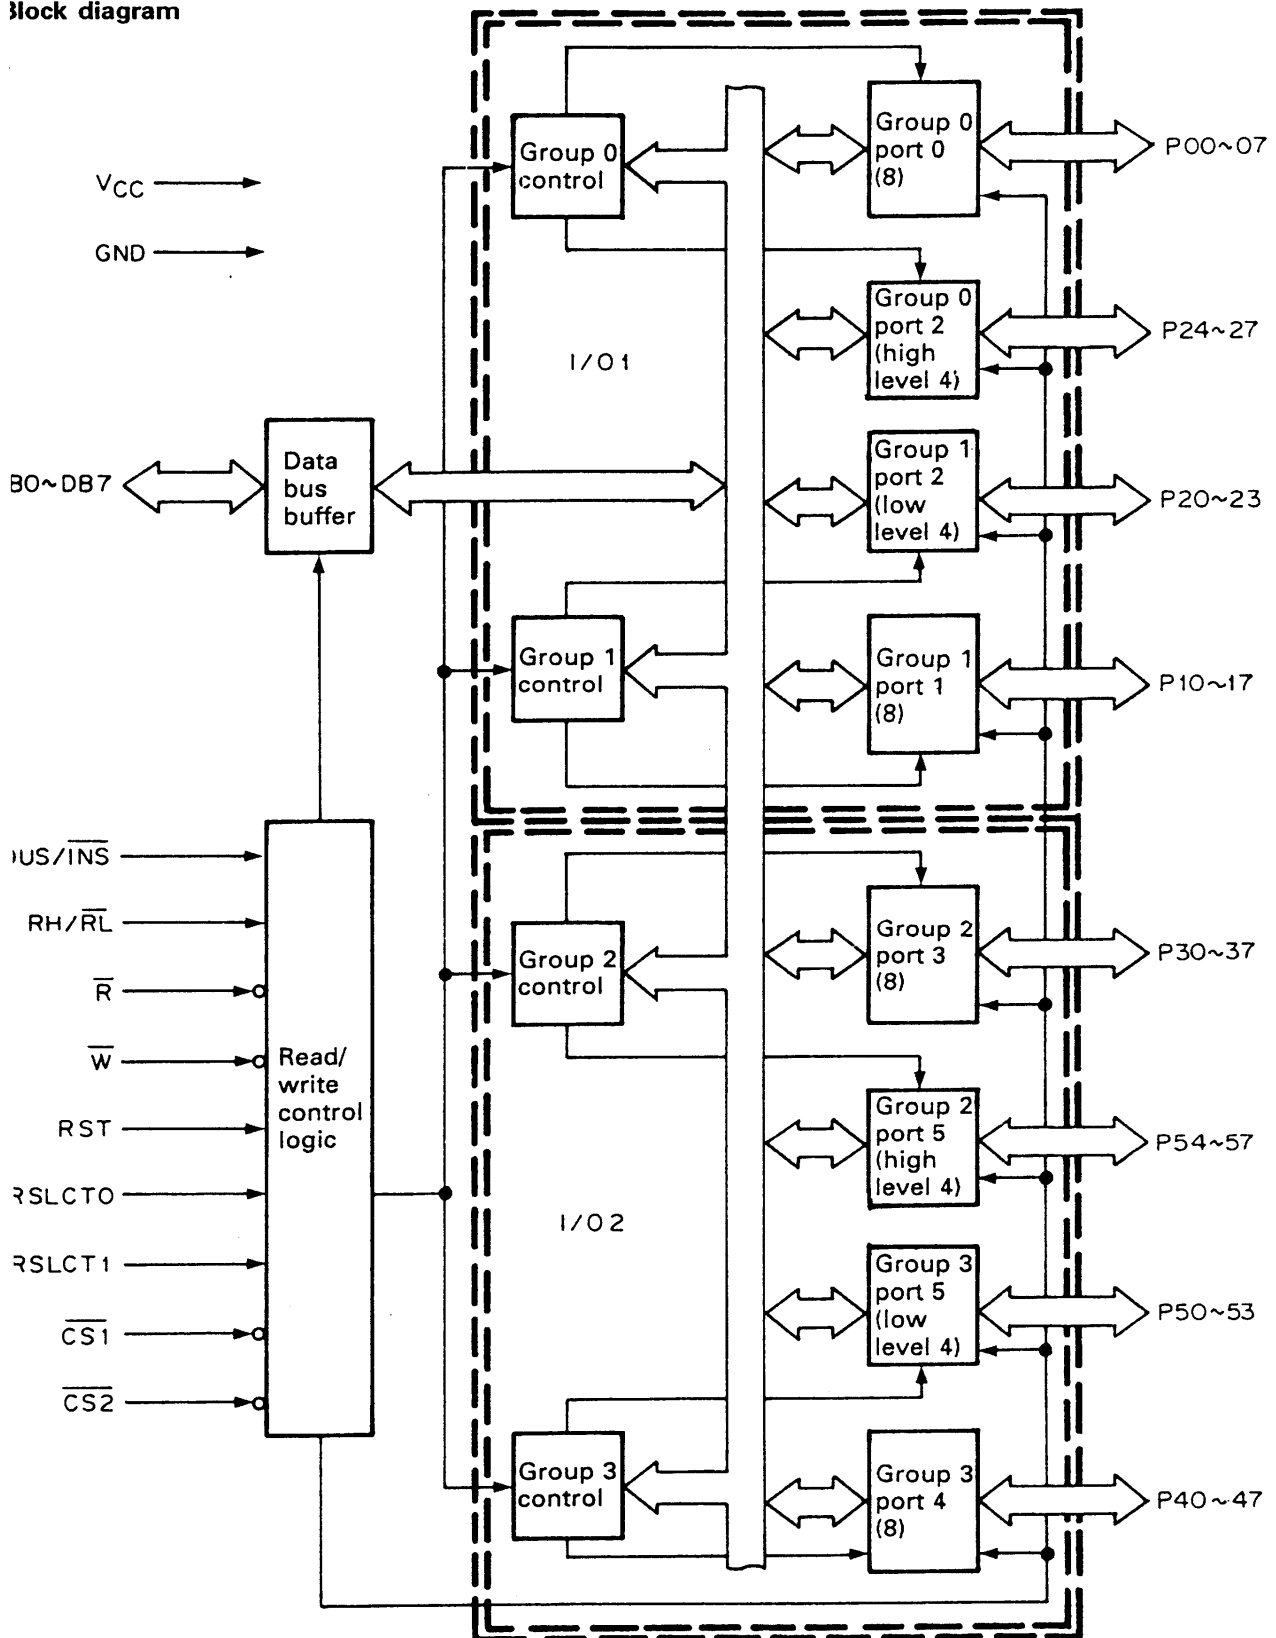 Block diagram
VCC
GND
B0~DB7
US/INS
RH/RL
R
W
RST
RSLCT0
RSLCT1
CS1
CS2
Data
bus
buffer
Read/
write
control
logic
I/O1
Group 0
control
Group 1
control
Group 0
port 0
(8)
P00~07
Group 0
port 2
(high
level 4)
P24~27
Group 1
port 2
(low
level 4)
P20~23
Group 1
port 1
(8)
P10~17
I/O2
Group 2
control
Group 3
control
Group 2
port 3
(8)
P30~37
Group 2
port 5
(high
level 4)
P54~57
Group 3
port 5
(low
level 4)
P50~53
Group 3
port 4
(8)
P40~47